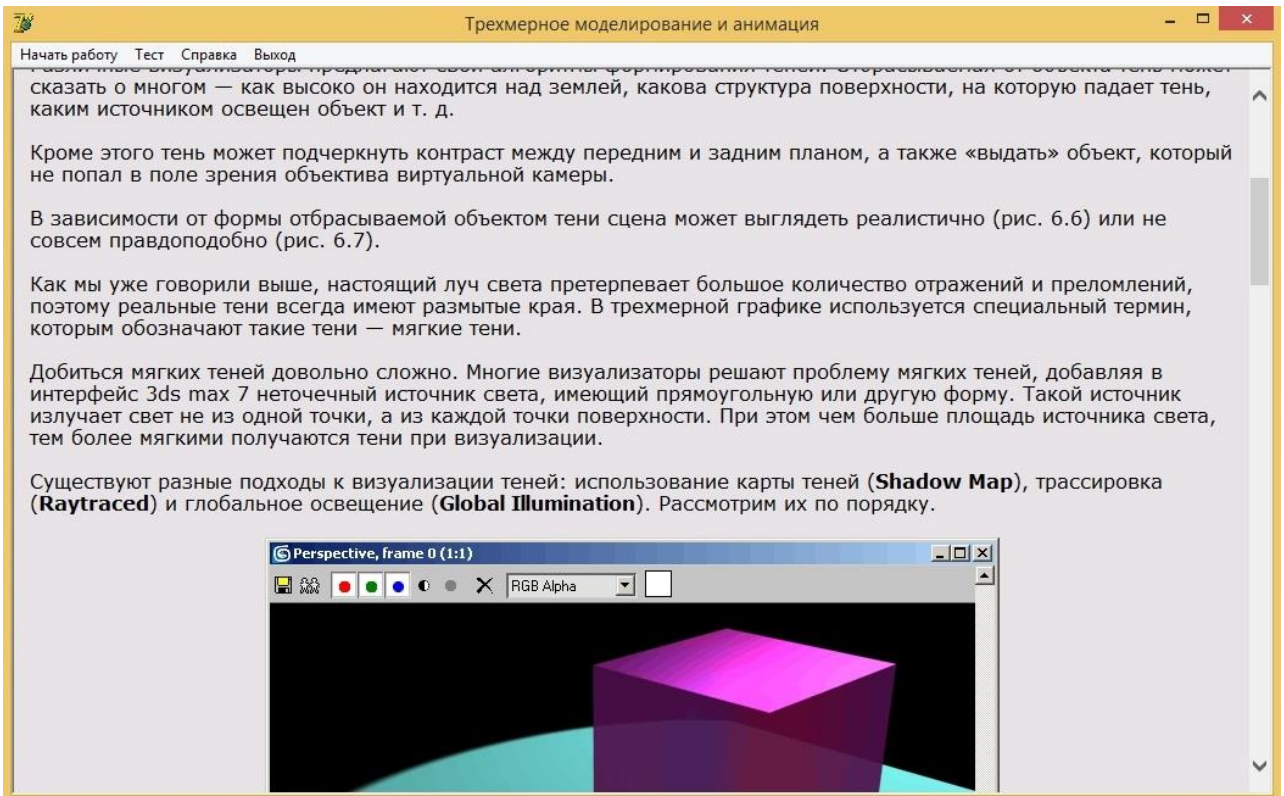 Трехмерное моделирование и анимация
Начать работу Тест Справка Выход
сказать о многом — как высоко он находится над землей, какова структура поверхности, на которую падает тень,
каким источником освещен объект и т. д.
Кроме этого тень может подчеркнуть контраст между передним и задним планом, а также «выдать» объект, который
не попал в поле зрения объектива виртуальной камеры.
В зависимости от формы отбрасываемой объектом тени сцена может выглядеть реалистично (рис. 6.6) или не
совсем правдоподобно (рис. 6.7).
Как мы уже говорили выше, настоящий луч света претерпевает большое количество отражений и преломлений,
поэтому реальные тени всегда имеют размытые края. В трехмерной графике используется специальный термин,
которым обозначают такие тени — мягкие тени.
Добиться мягких теней довольно сложно. Многие визуализаторы решают проблему мягких теней, добавляя в
интерфейс 3ds max 7 неточечный источник света, имеющий прямоугольную или другую форму. Такой источник
излучает свет не из одной точки, а из каждой точки поверхности. При этом чем больше площадь источника света,
тем более мягкими получаются тени при визуализации.
Существуют разные подходы к визуализации теней: использование карты теней (Shadow Map), трассировка
(Raytraced) и глобальное освещение (Global Illumination). Рассмотрим их по порядку.
Perspective, frame 0 (1:1)
RGB Alpha